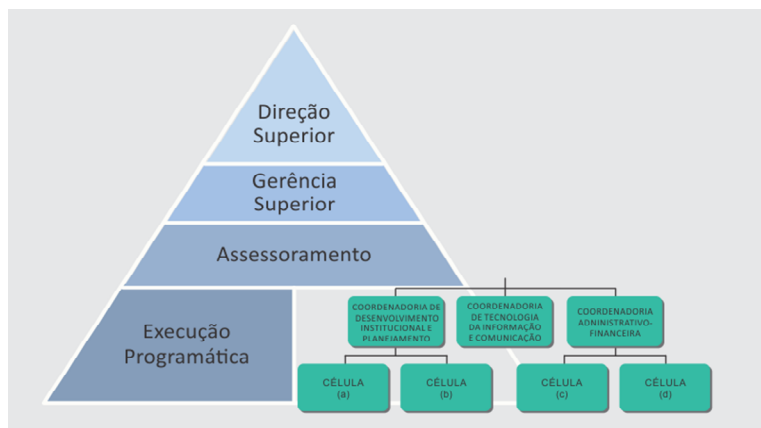 Direção
Superior
Gerência
Superior
Assessoramento
Execução
Programática
COORDENADORIA DE
DESENVOLVIMENTO
INSTITUCIONAL E
PLANEJAMENTO
COORDENADORIA
DE TECNOLOGIA
DA INFORMAÇÃO
E COMUNICAÇÃO
COORDENADORIA
ADNINISTRATIVO-
FINANCEIRA
CÉLULA
(a)
CÉLULA
(b)
CÉLULA
(c)
CÉLULA
(d)